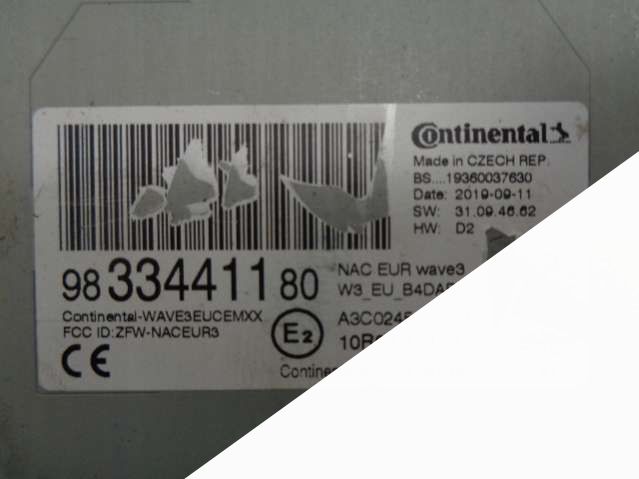 Continental
Made in CZECH REP.
BS....19360037630
Date: 2019-09-11
SW: 31.09.46.62
HW: D2
98 334411 80
NAC EUR wave3
Continental-WAVE3EUCEMXX
FCC ID:ZFW-NACEUR3
E2
CE